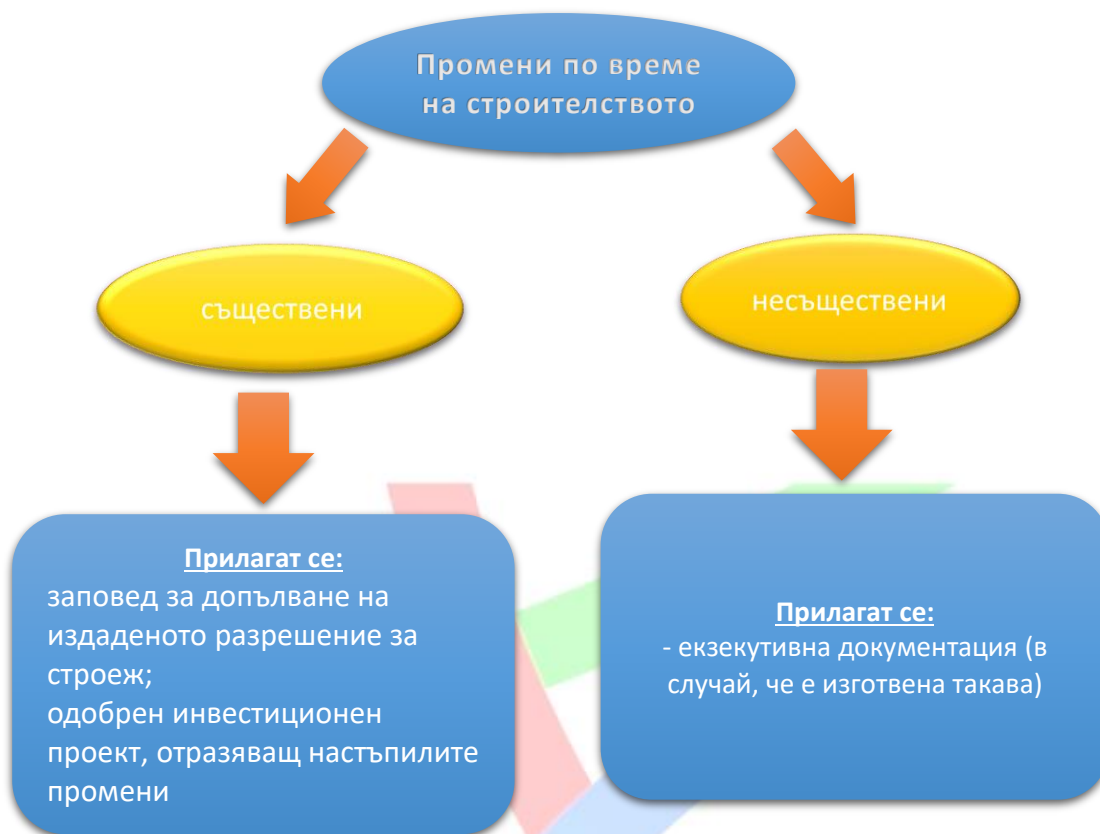 Промени по време
на строителството
съществени
несъществени
Прилагат се:
заповед за допълване на
издаденото разрешение за
строеж;
одобрен инвестиционен
проект, отразяващ настъпилите
промени
Прилагат се:
- екзекутивна документация (в
случай, че е изготвена такава)